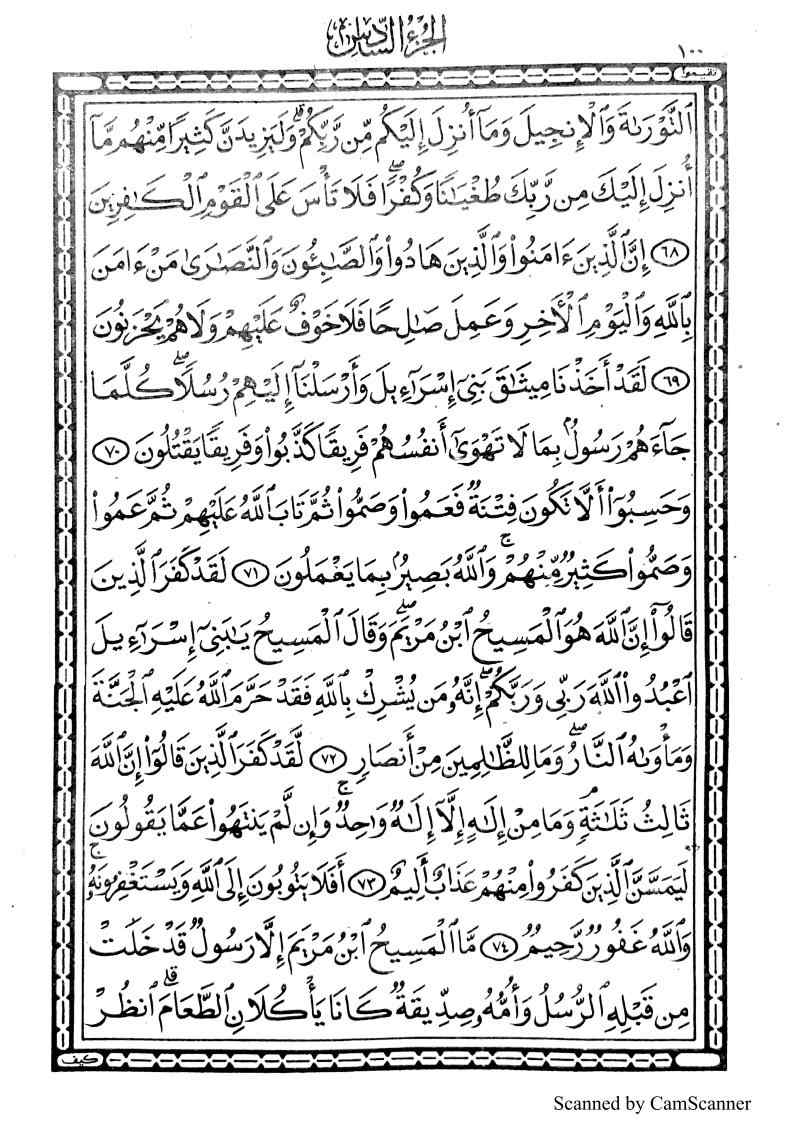 الجزء السادس
١٠٠
تقيموا
ٱلتَّوْرَىٰةَ وَٱلْإِنجِيلَ وَمَآ أُنزِلَ إِلَيْكُم مِّن رَّبِّكُمْ ۗ وَلَيَزِيدَنَّ كَثِيرًا مِّنْهُم مَّآ
أُنزِلَ إِلَيْكَ مِن رَّبِّكَ طُغْيَٰنًا وَكُفْرًا ۖ فَلَا تَأْسَ عَلَى ٱلْقَوْمِ ٱلْكَٰفِرِينَ
٦٨ إِنَّ ٱلَّذِينَ ءَامَنُوا۟ وَٱلَّذِينَ هَادُوا۟ وَٱلصَّٰبِـُٔونَ وَٱلنَّصَٰرَىٰ مَنْ ءَامَنَ
بِٱللَّهِ وَٱلْيَوْمِ ٱلْأَخِرِ وَعَمِلَ صَٰلِحًا فَلَا خَوْفٌ عَلَيْهِمْ وَلَا هُمْ يَحْزَنُونَ
٦٩ لَقَدْ أَخَذْنَا مِيثَٰقَ بَنِىٓ إِسْرَٰٓءِيلَ وَأَرْسَلْنَآ إِلَيْهِمْ رُسُلًا ۖ كُلَّمَا
جَآءَهُمْ رَسُولٌۢ بِمَا لَا تَهْوَىٰٓ أَنفُسُهُمْ فَرِيقًا كَذَّبُوا۟ وَفَرِيقًا يَقْتُلُونَ ٧٠
وَحَسِبُوٓا۟ أَلَّا تَكُونَ فِتْنَةٌ فَعَمُوا۟ وَصَمُّوا۟ ثُمَّ تَابَ ٱللَّهُ عَلَيْهِمْ ثُمَّ عَمُوا۟
وَصَمُّوا۟ كَثِيرٌ مِّنْهُمْ ۚ وَٱللَّهُ بَصِيرٌۢ بِمَا يَعْمَلُونَ ٧١ لَقَدْ كَفَرَ ٱلَّذِينَ
قَالُوٓا۟ إِنَّ ٱللَّهَ هُوَ ٱلْمَسِيحُ ٱبْنُ مَرْيَمَ ۖ وَقَالَ ٱلْمَسِيحُ يَٰبَنِىٓ إِسْرَٰٓءِيلَ
ٱعْبُدُوا۟ ٱللَّهَ رَبِّى وَرَبَّكُمْ ۖ إِنَّهُۥ مَن يُشْرِكْ بِٱللَّهِ فَقَدْ حَرَّمَ ٱللَّهُ عَلَيْهِ ٱلْجَنَّةَ
وَمَأْوَىٰهُ ٱلنَّارُ ۖ وَمَا لِلظَّٰلِمِينَ مِنْ أَنصَارٍ ٧٢ لَّقَدْ كَفَرَ ٱلَّذِينَ قَالُوٓا۟ إِنَّ ٱللَّهَ
ثَالِثُ ثَلَٰثَةٍ ۘ وَمَا مِنْ إِلَٰهٍ إِلَّآ إِلَٰهٌ وَٰحِدٌ ۚ وَإِن لَّمْ يَنتَهُوا۟ عَمَّا يَقُولُونَ
لَيَمَسَّنَّ ٱلَّذِينَ كَفَرُوا۟ مِنْهُمْ عَذَابٌ أَلِيمٌ ٧٣ أَفَلَا يَتُوبُونَ إِلَى ٱللَّهِ وَيَسْتَغْفِرُونَهُۥ ۚ
وَٱللَّهُ غَفُورٌ رَّحِيمٌ ٧٤ مَّا ٱلْمَسِيحُ ٱبْنُ مَرْيَمَ إِلَّا رَسُولٌ قَدْ خَلَتْ
مِن قَبْلِهِ ٱلرُّسُلُ وَأُمُّهُۥ صِدِّيقَةٌ كَانَا يَأْكُلَانِ ٱلطَّعَامَ ۗ ٱنظُرْ
كيف
Scanned by CamScanner